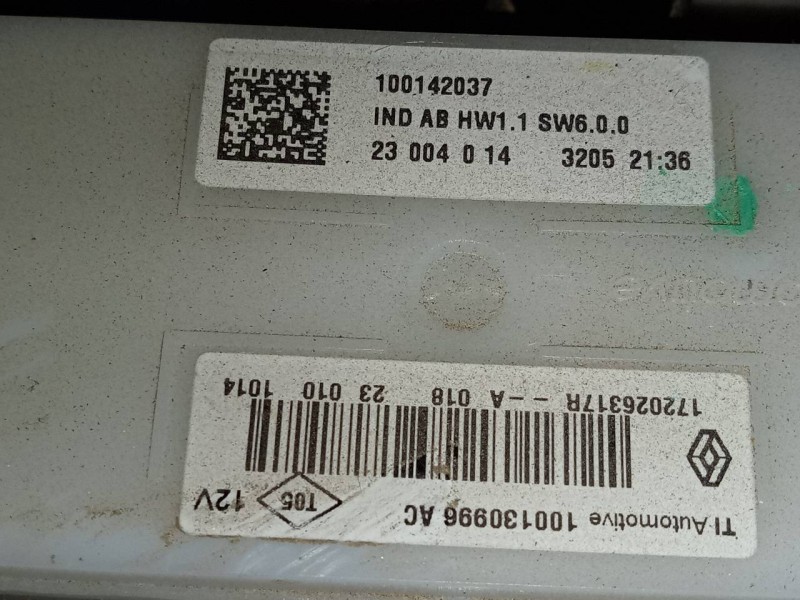 100142037
IND AB HW1.1 SW6.0.0
23 004 0 14 3205 21:36
TI Automotive 100130996 AC
T05 12V
172026317R - - A 018 23 010 1014